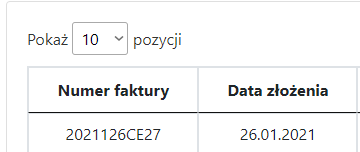 Pokaż 10 pozycji
Numer faktury Data złożenia
2021126CE27 26.01.2021